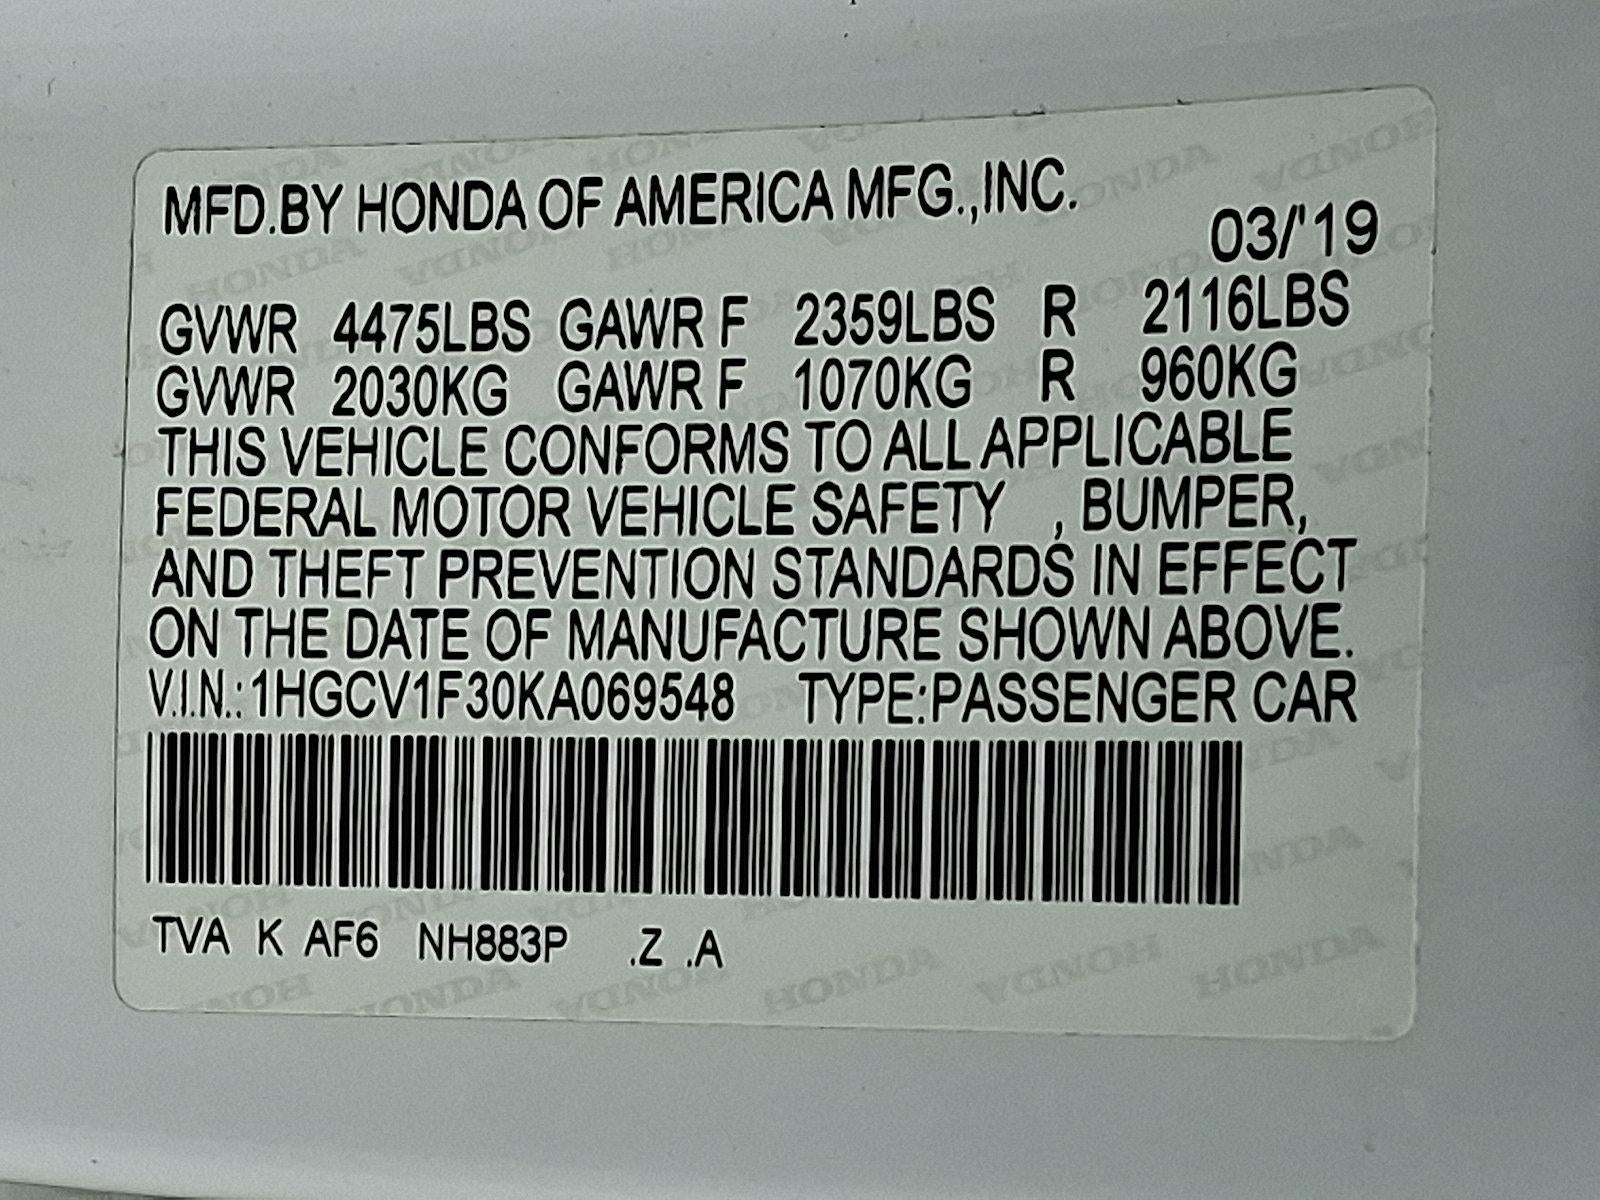 MFD.BY HONDA OF AMERICA MFG.,INC.
03/'19
GVWR 4475LBS GAWR F 2359LBS R 2116LBS
GVWR 2030KG GAWR F 1070KG R 960KG
THIS VEHICLE CONFORMS TO ALL APPLICABLE
FEDERAL MOTOR VEHICLE SAFETY , BUMPER,
AND THEFT PREVENTION STANDARDS IN EFFECT
ON THE DATE OF MANUFACTURE SHOWN ABOVE.
V.I.N.:1HGCV1F30KA069548 TYPE:PASSENGER CAR
TVA K AF6 NH883P .Z .A